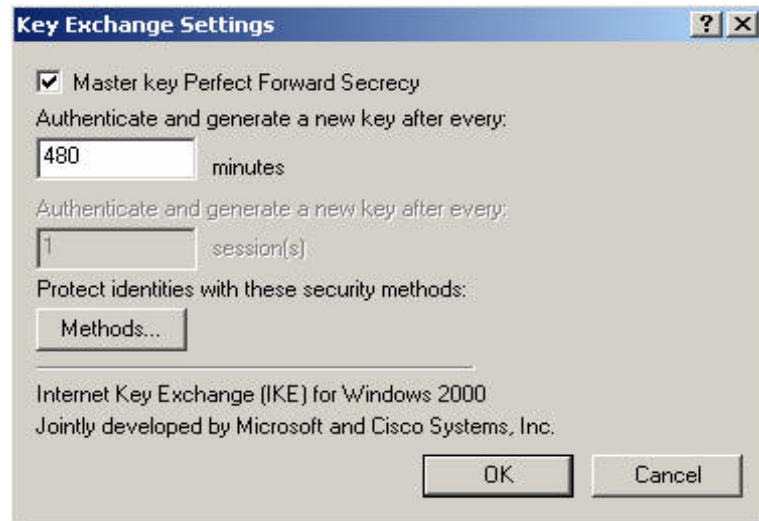 Key Exchange Settings
Master key Perfect Forward Secrecy
Authenticate and generate a new key after every:
480 minutes
Authenticate and generate a new key after every:
1 session(s)
Protect identities with these security methods:
Methods...
Internet Key Exchange (IKE) for Windows 2000
Jointly developed by Microsoft and Cisco Systems, Inc.
OK Cancel